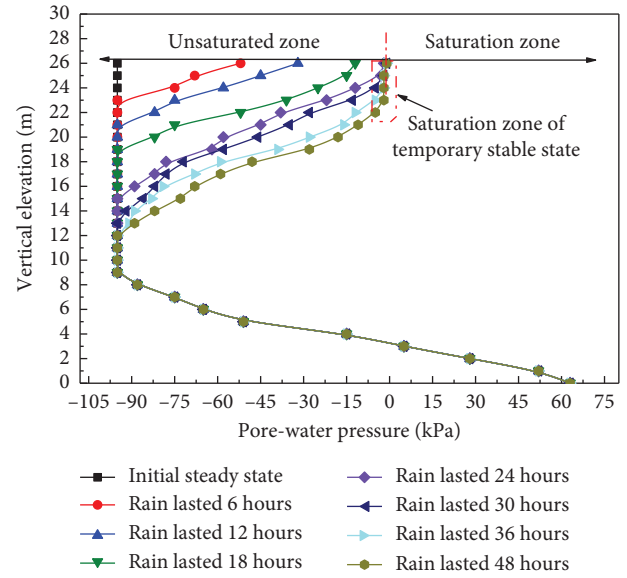 Unsaturated zone
Saturation zone
Saturation zone of
temporary stable state
Vertical elevation (m)
28
26
24
22
20
18
16
14
12
10
8
6
4
2
0
–105 –90 –75 –60 –45 –30 –15 0 15 30 45 60 75
Pore-water pressure (kPa)
Initial steady state
Rain lasted 6 hours
Rain lasted 12 hours
Rain lasted 18 hours
Rain lasted 24 hours
Rain lasted 30 hours
Rain lasted 36 hours
Rain lasted 48 hours